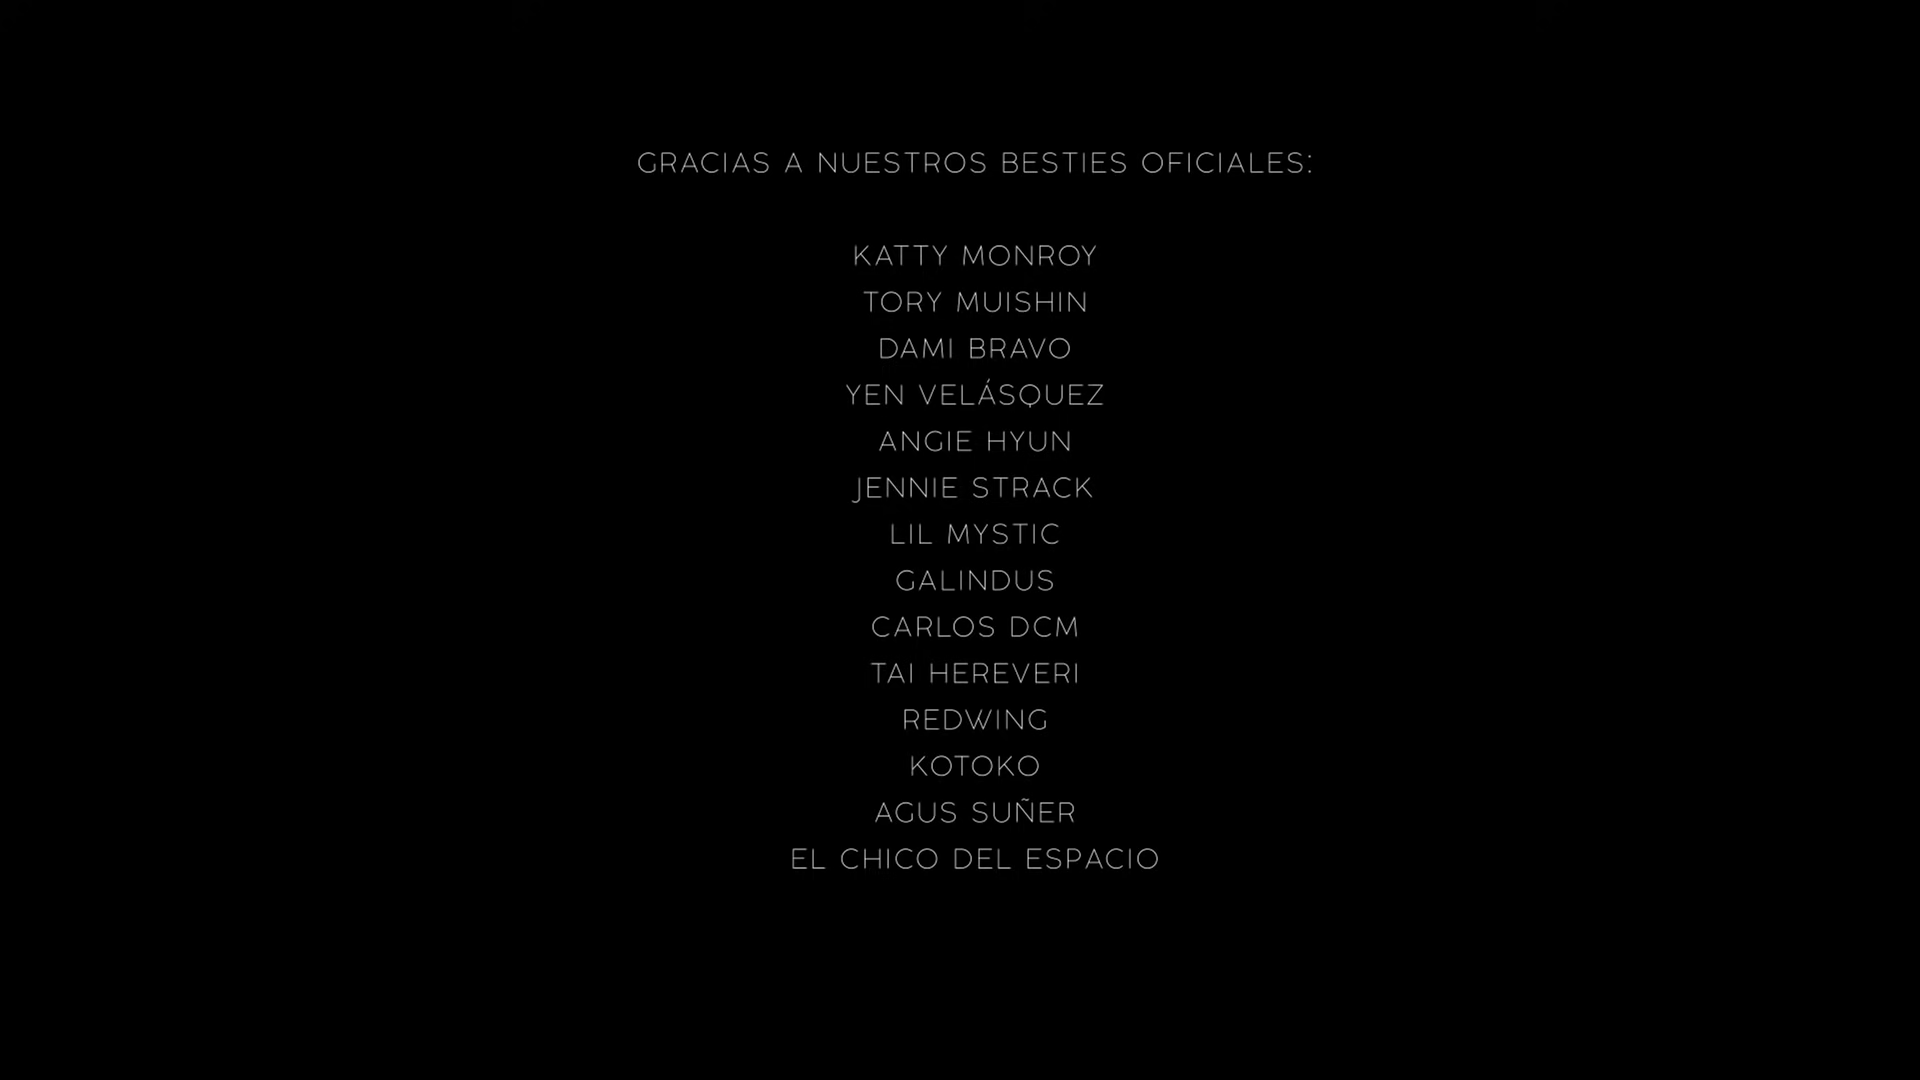 GRACIAS A NUESTROS BESTIES OFICIALES:
KATTY MONROY
TORY MUISHIN
DAMI BRAVO
YEN VELÁSQUEZ
ANGIE HYUN
JENNIE STRACK
LIL MYSTIC
GALINDUS
CARLOS DCM
TAI HEREVERI
REDWING
KOTOKO
AGUS SUÑER
EL CHICO DEL ESPACIO